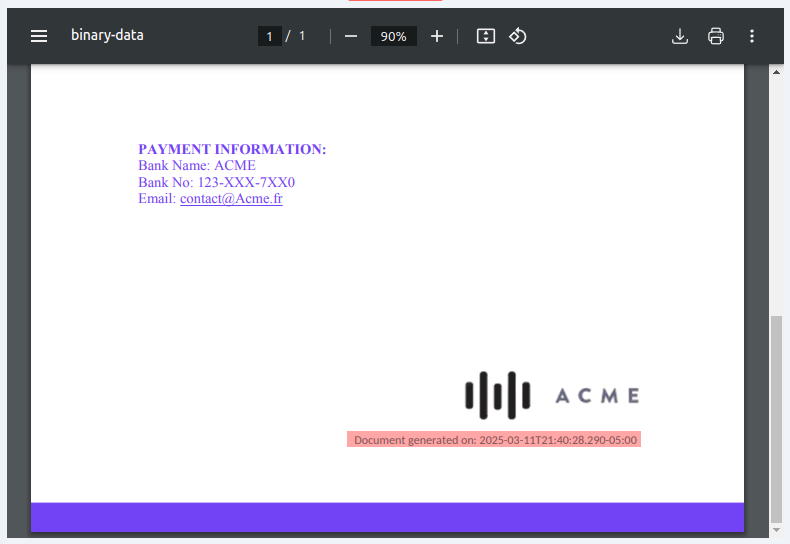 binary-data
1 / 1
90%
PAYMENT INFORMATION:
Bank Name: ACME
Bank No: 123-XXX-7XX0
Email: contact@Acme.fr
ACME
Document generated on: 2025-03-11T21:40:28.290-05:00